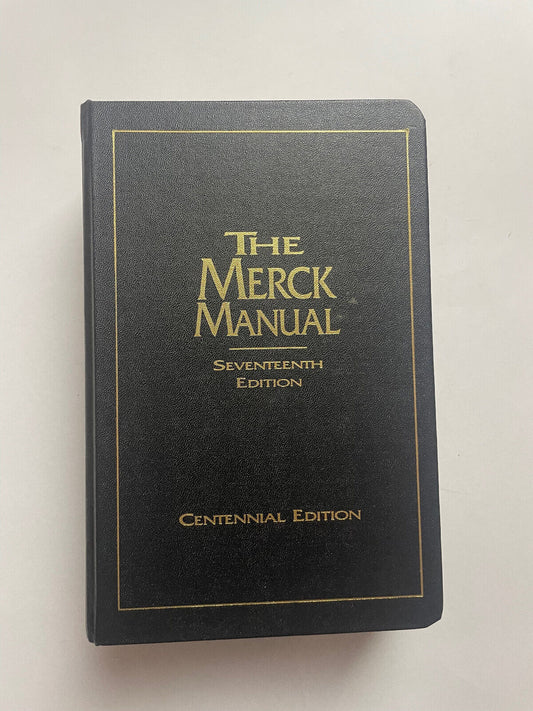 THE
MERCK
MANUAL
SEVENTEENTH
EDITION
CENTENNIAL EDITION